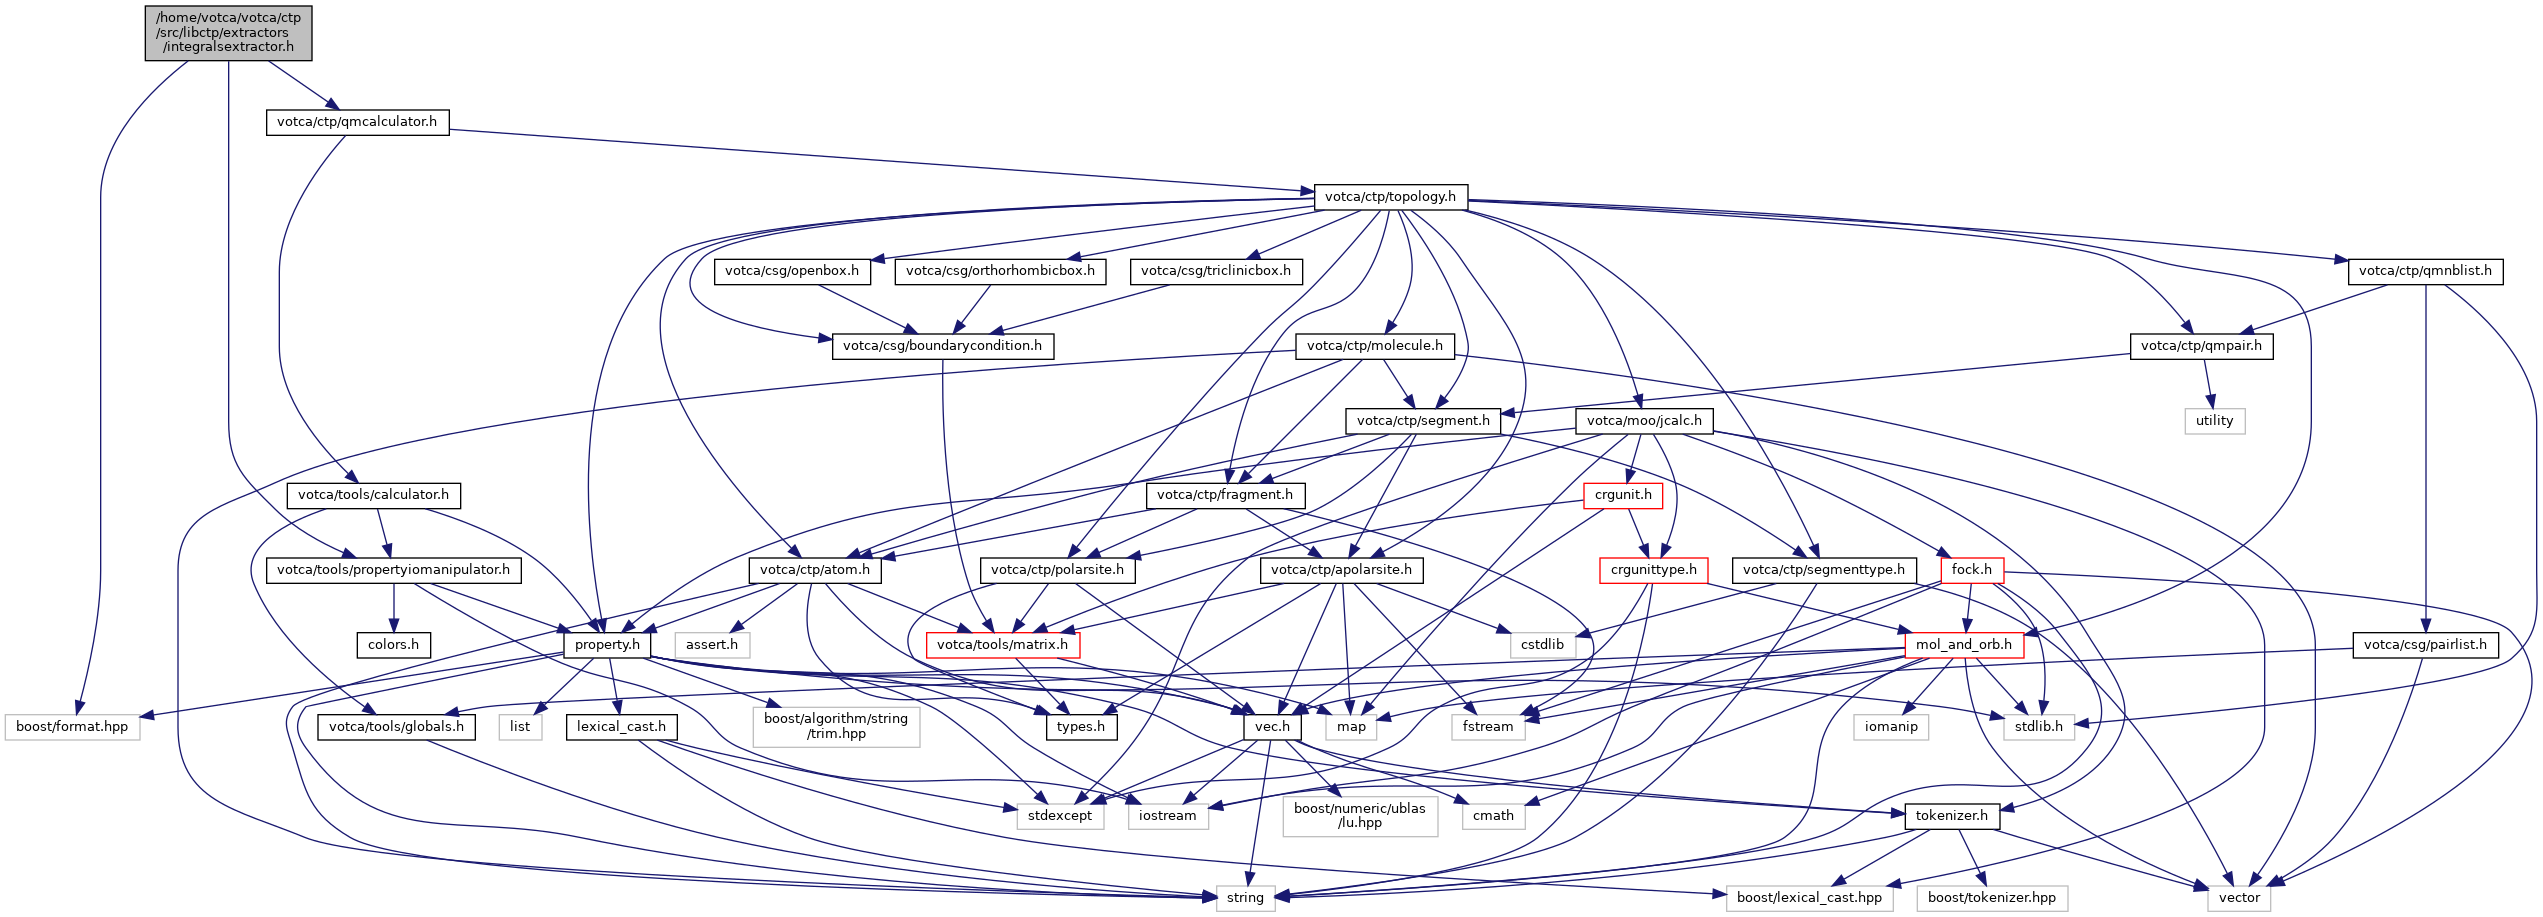 /home/votca/votca/ctp
/src/libctp/extractors
/integralsextractor.h
votca/ctp/qmcalculator.h
votca/ctp/topology.h
votca/csg/openbox.h
votca/csg/orthorhombicbox.h
votca/csg/triclinicbox.h
votca/ctp/qmnblist.h
votca/csg/boundarycondition.h
votca/ctp/molecule.h
votca/ctp/qmpair.h
votca/ctp/segment.h
votca/moo/jcalc.h
utility
votca/tools/calculator.h
votca/ctp/fragment.h
crgunit.h
votca/tools/propertyiomanipulator.h
votca/ctp/atom.h
votca/ctp/polarsite.h
votca/ctp/apolarsite.h
crgunittype.h
votca/ctp/segmenttype.h
fock.h
colors.h
property.h
assert.h
votca/tools/matrix.h
cstdlib
mol_and_orb.h
votca/csg/pairlist.h
boost/format.hpp
votca/tools/globals.h
list
lexical_cast.h
boost/algorithm/string
/trim.hpp
types.h
vec.h
map
fstream
iomanip
stdlib.h
stdexcept
iostream
boost/numeric/ublas
/lu.hpp
cmath
tokenizer.h
string
boost/lexical_cast.hpp
boost/tokenizer.hpp
vector